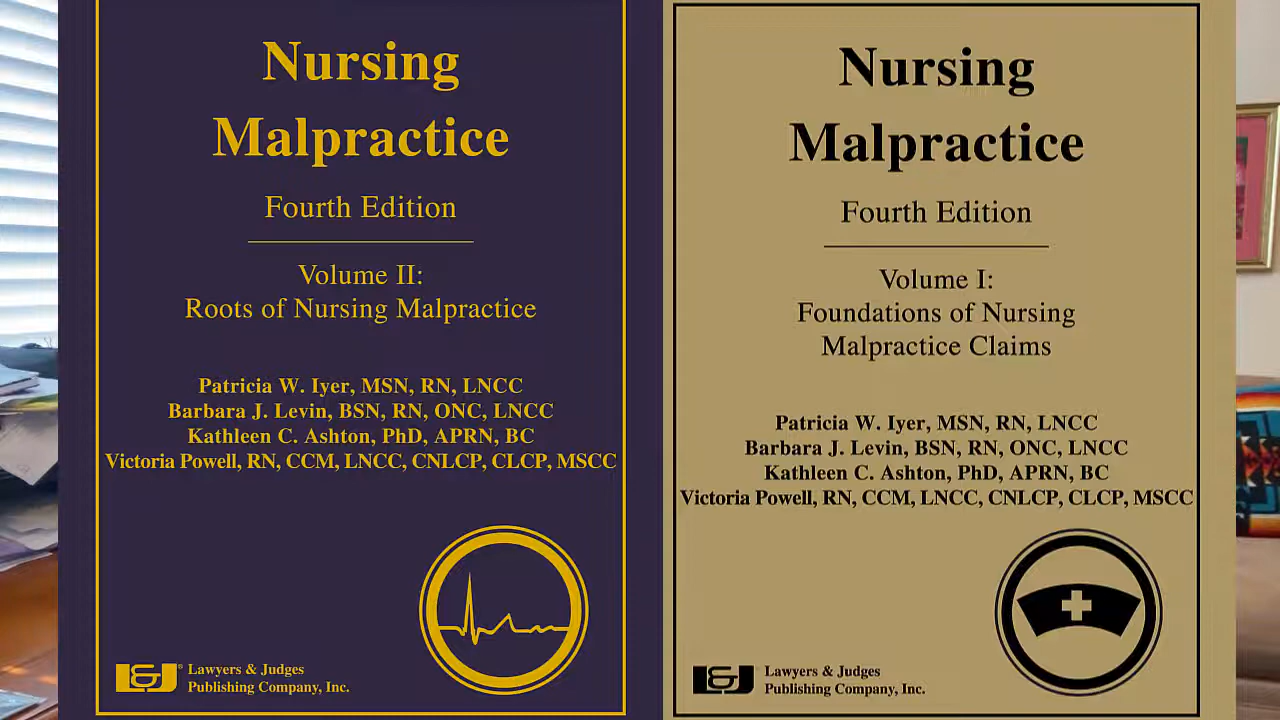 Nursing
Malpractice
Fourth Edition
Volume II:
Roots of Nursing Malpractice
Patricia W. Iyer, MSN, RN, LNCC
Barbara J. Levin, BSN, RN, ONC, LNCC
Kathleen C. Ashton, PhD, APRN, BC
Victoria Powell, RN, CCM, LNCC, CNLCP, CLCP, MSCC
L&J® Lawyers & Judges
Publishing Company, Inc.
Nursing
Malpractice
Fourth Edition
Volume I:
Foundations of Nursing
Malpractice Claims
Patricia W. Iyer, MSN, RN, LNCC
Barbara J. Levin, BSN, RN, ONC, LNCC
Kathleen C. Ashton, PhD, APRN, BC
Victoria Powell, RN, CCM, LNCC, CNLCP, CLCP, MSCC
L&J Lawyers & Judges
Publishing Company, Inc.